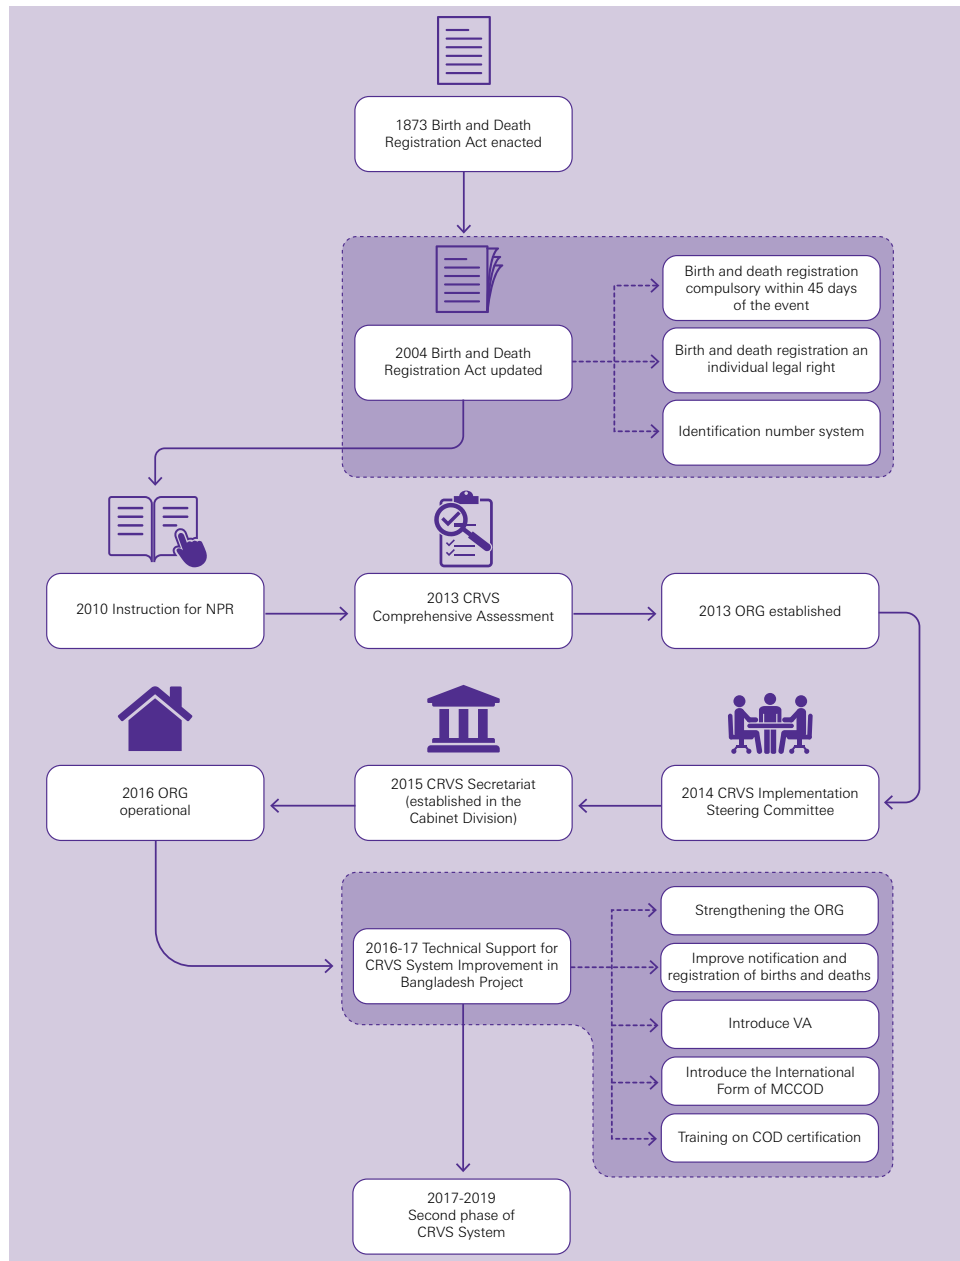 1873 Birth and Death
Registration Act enacted
2004 Birth and Death
Registration Act updated
Birth and death registration
compulsory within 45 days
of the event
Birth and death registration an
individual legal right
Identification number system
2010 Instruction for NPR
2013 CRVS
Comprehensive Assessment
2013 ORG established
2014 CRVS Implementation
Steering Committee
2015 CRVS Secretariat
(established in the
Cabinet Division)
2016 ORG
operational
2016-17 Technical Support for
CRVS System Improvement in
Bangladesh Project
Strengthening the ORG
Improve notification and
registration of births and deaths
Introduce VA
Introduce the International
Form of MCCOD
Training on COD certification
2017-2019
Second phase of
CRVS System